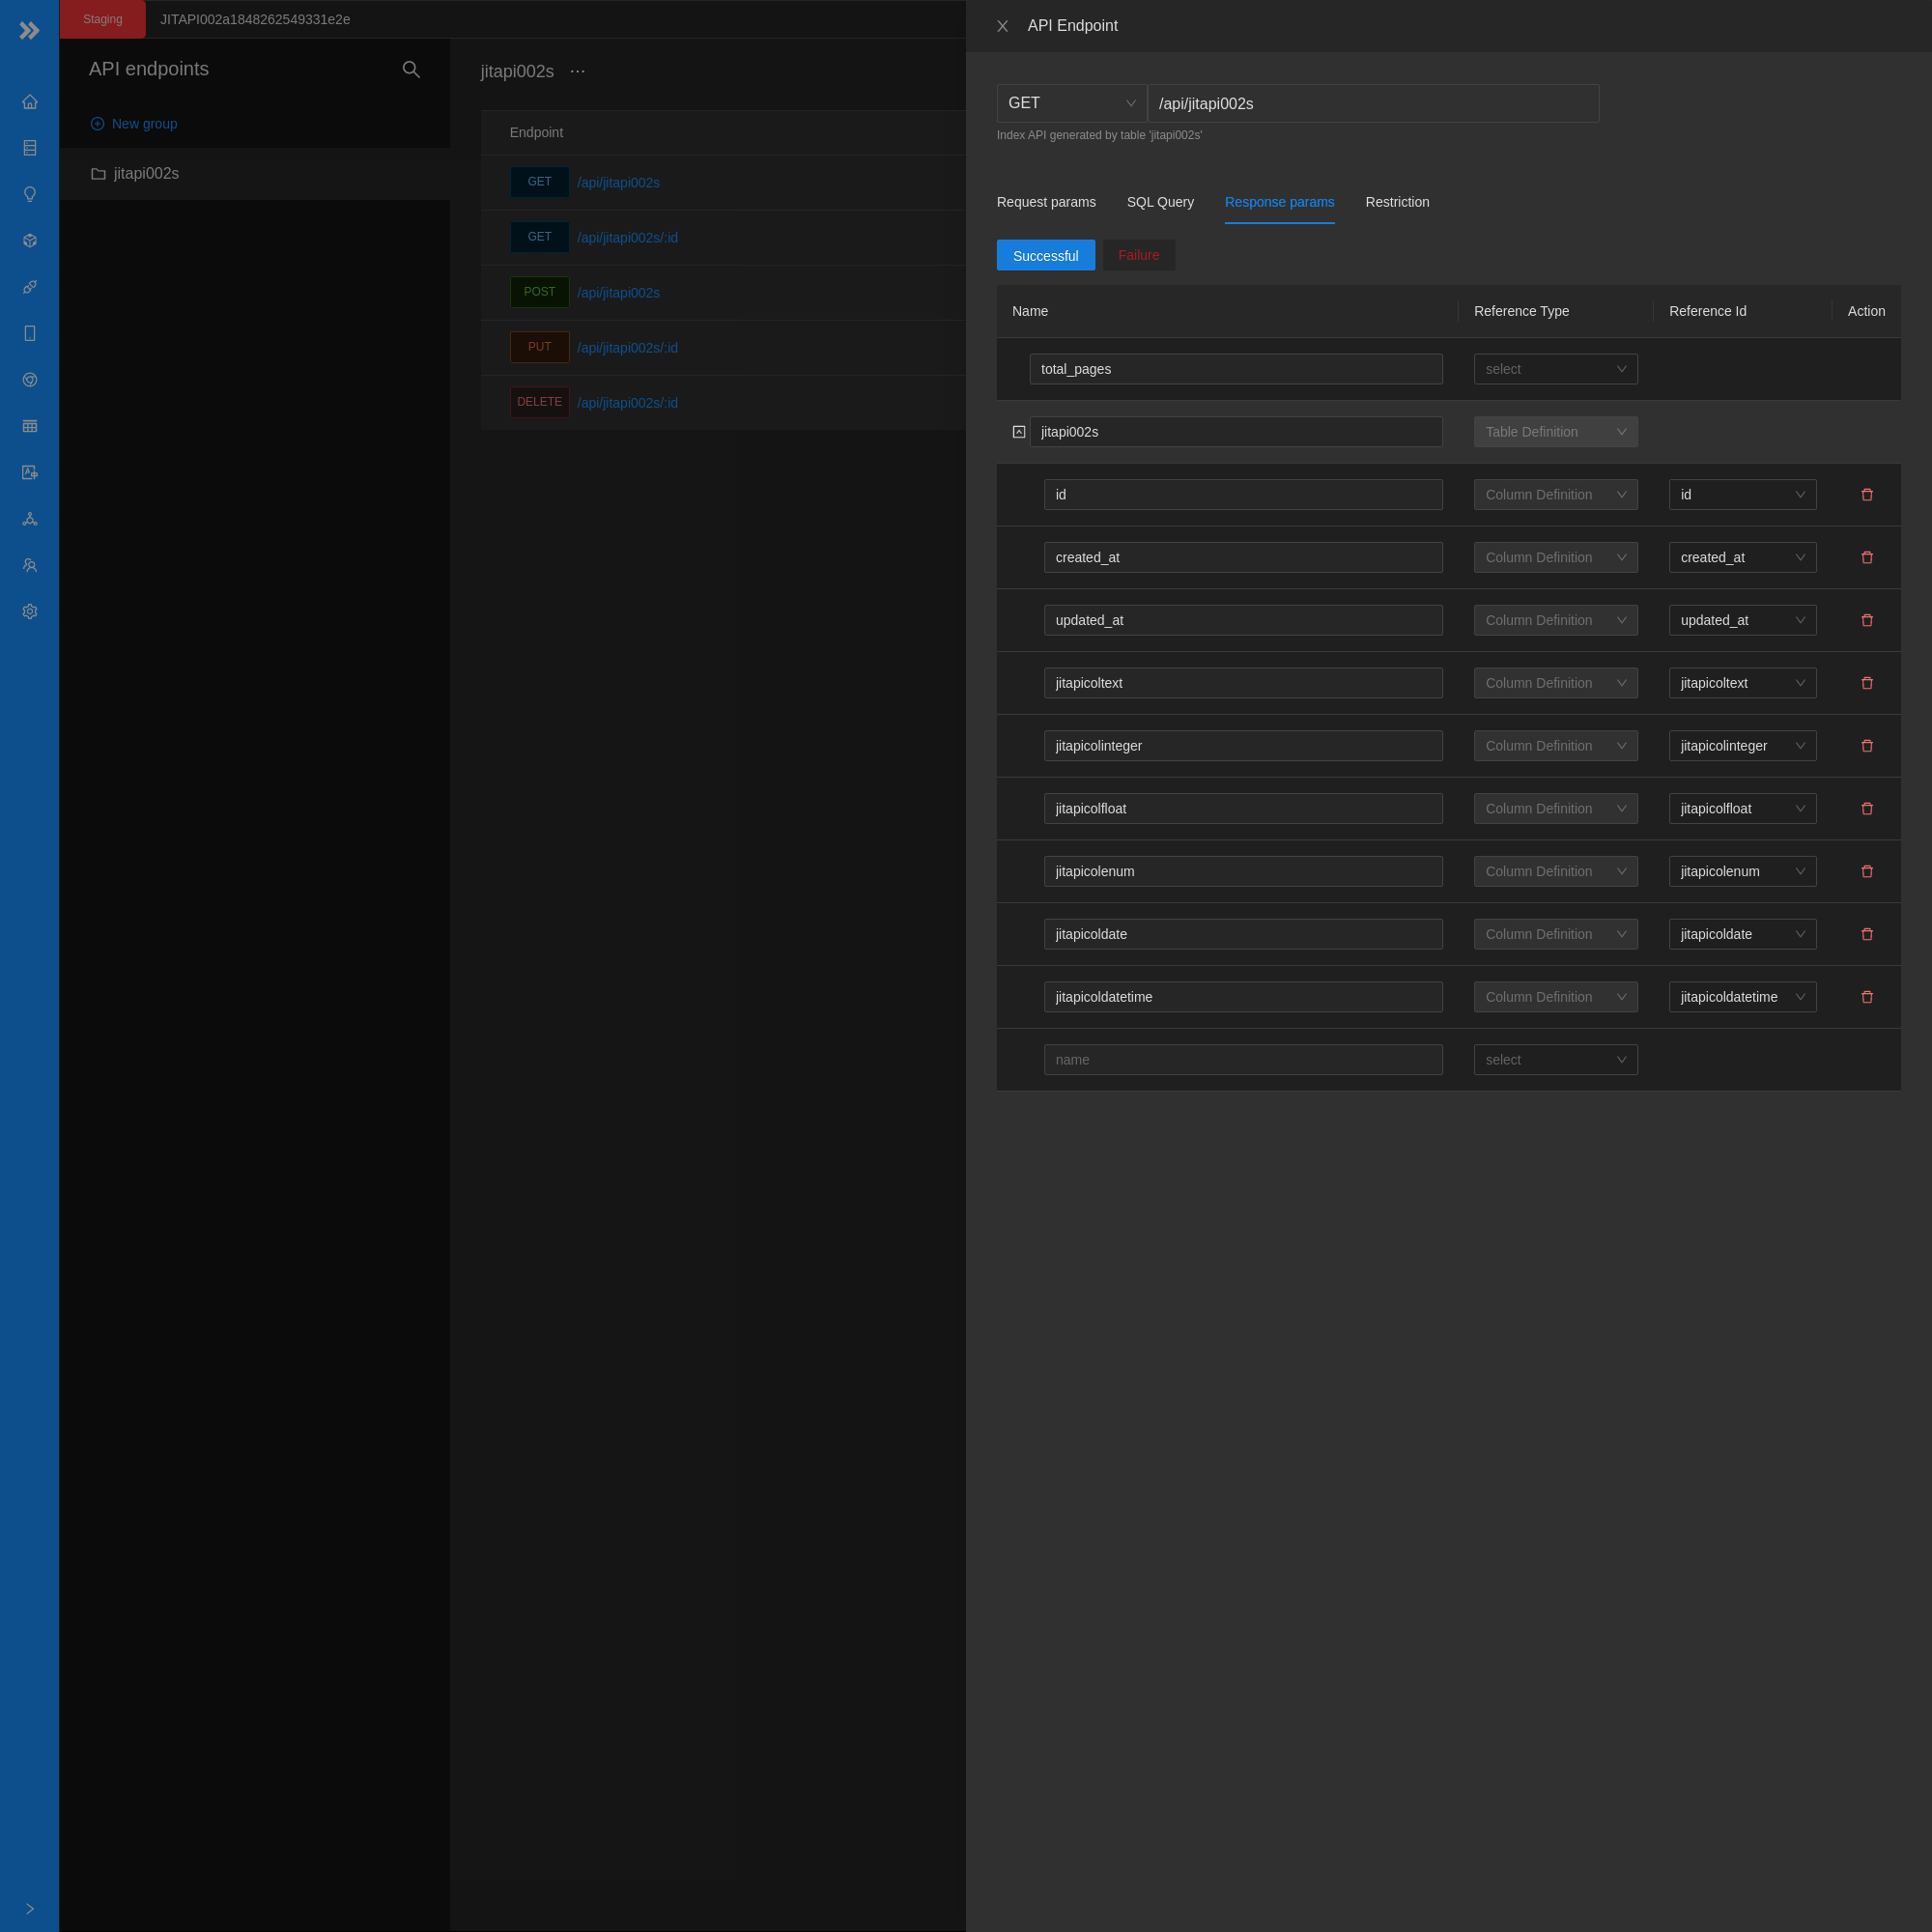 Staging
JITAPI002a1848262549331e2e
API endpoints
New group
jitapi002s
jitapi002s ···
Endpoint
GET /api/jitapi002s
GET /api/jitapi002s/:id
POST /api/jitapi002s
PUT /api/jitapi002s/:id
DELETE /api/jitapi002s/:id
API Endpoint
GET /api/jitapi002s
Index API generated by table 'jitapi002s'
Request params SQL Query Response params Restriction
Successful Failure
Name Reference Type Reference Id Action
total_pages select
jitapi002s Table Definition
id Column Definition id
created_at Column Definition created_at
updated_at Column Definition updated_at
jitapicoltext Column Definition jitapicoltext
jitapicolinteger Column Definition jitapicolinteger
jitapicolfloat Column Definition jitapicolfloat
jitapicolenum Column Definition jitapicolenum
jitapicoldate Column Definition jitapicoldate
jitapicoldatetime Column Definition jitapicoldatetime
name select